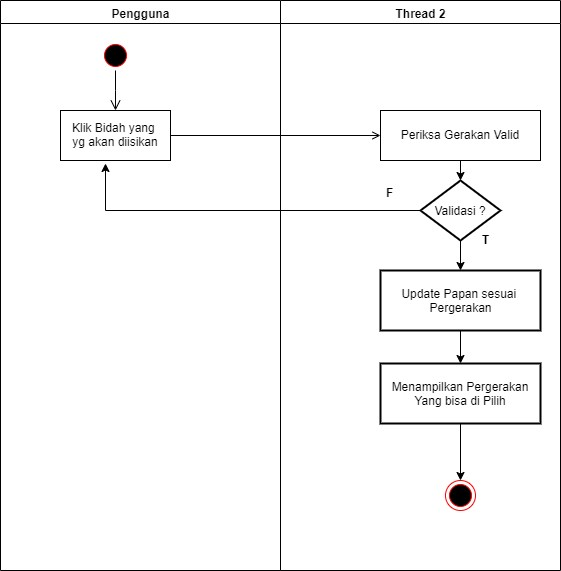 Pengguna
Thread 2
Klik Bidah yang
yg akan diisikan
Periksa Gerakan Valid
F
Validasi ?
T
Update Papan sesuai
Pergerakan
Menampilkan Pergerakan
Yang bisa di Pilih